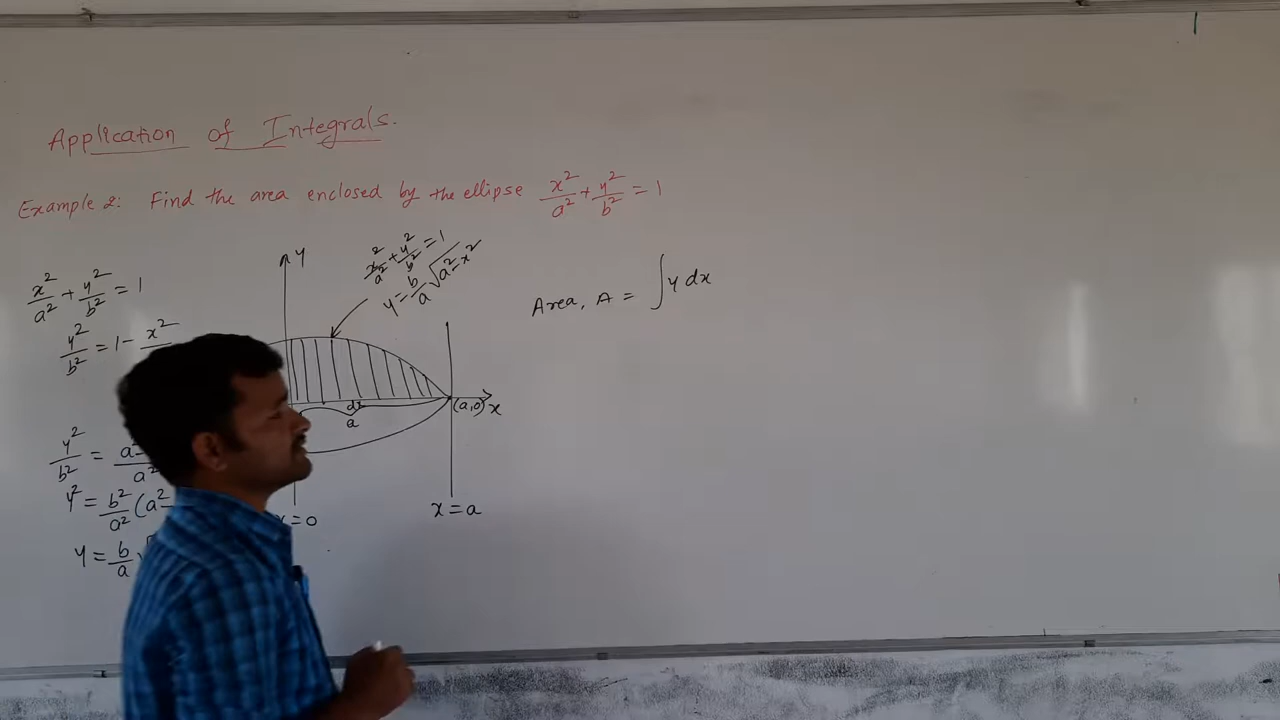 Application of Integrals.
Example 2: Find the area enclosed by the ellipse x²/a² + y²/b² = 1
x²/a² + y²/b² = 1
y²/b² = 1 - x²
y²/b² = a²
y² = b²/a² (a²
y = b/a √
y
x²/a² + y²/b² = 1
y = b/a √a²-x²
dx
a
(a,0) x
= 0
x = a
Area, A = ∫ y dx